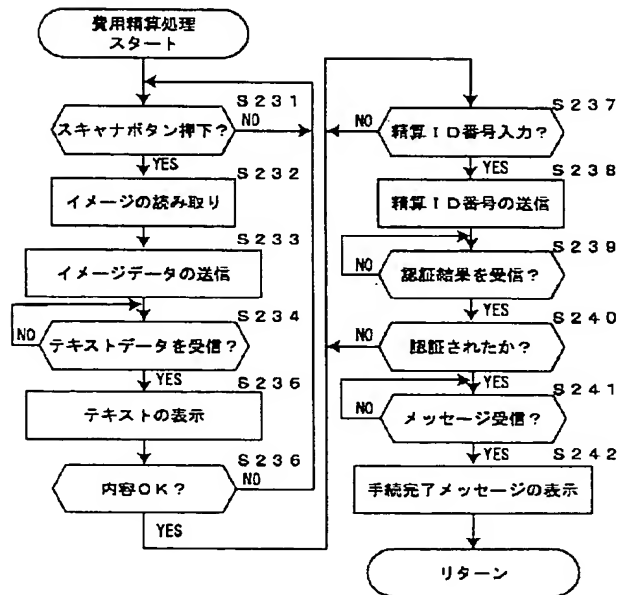 費用精算処理
スタート
S231
スキャナボタン押下?
NO
YES
S232
イメージの読み取り
S233
イメージデータの送信
S234
NO
テキストデータを受信?
YES
S236
テキストの表示
S236
内容OK?
NO
YES
S237
NO
精算ID番号入力?
YES
S238
精算ID番号の送信
S239
NO
認証結果を受信?
YES
S240
NO
認証されたか?
YES
S241
NO
メッセージ受信?
YES
S242
手続完了メッセージの表示
リターン